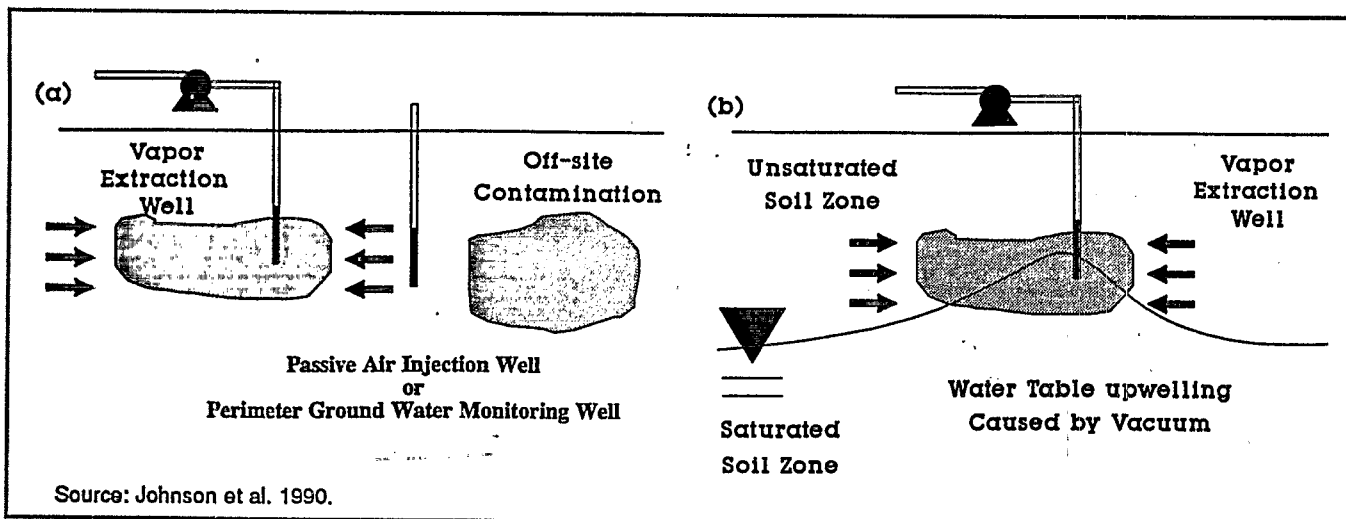 (a)
Vapor
Extraction
Well
Off-site
Contamination
Passive Air Injection Well
or
Perimeter Ground Water Monitoring Well
(b)
Unsaturated
Soil Zone
Vapor
Extraction
Well
Water Table upwelling
Caused by Vacuum
Saturated
Soil Zone
Source: Johnson et al. 1990.